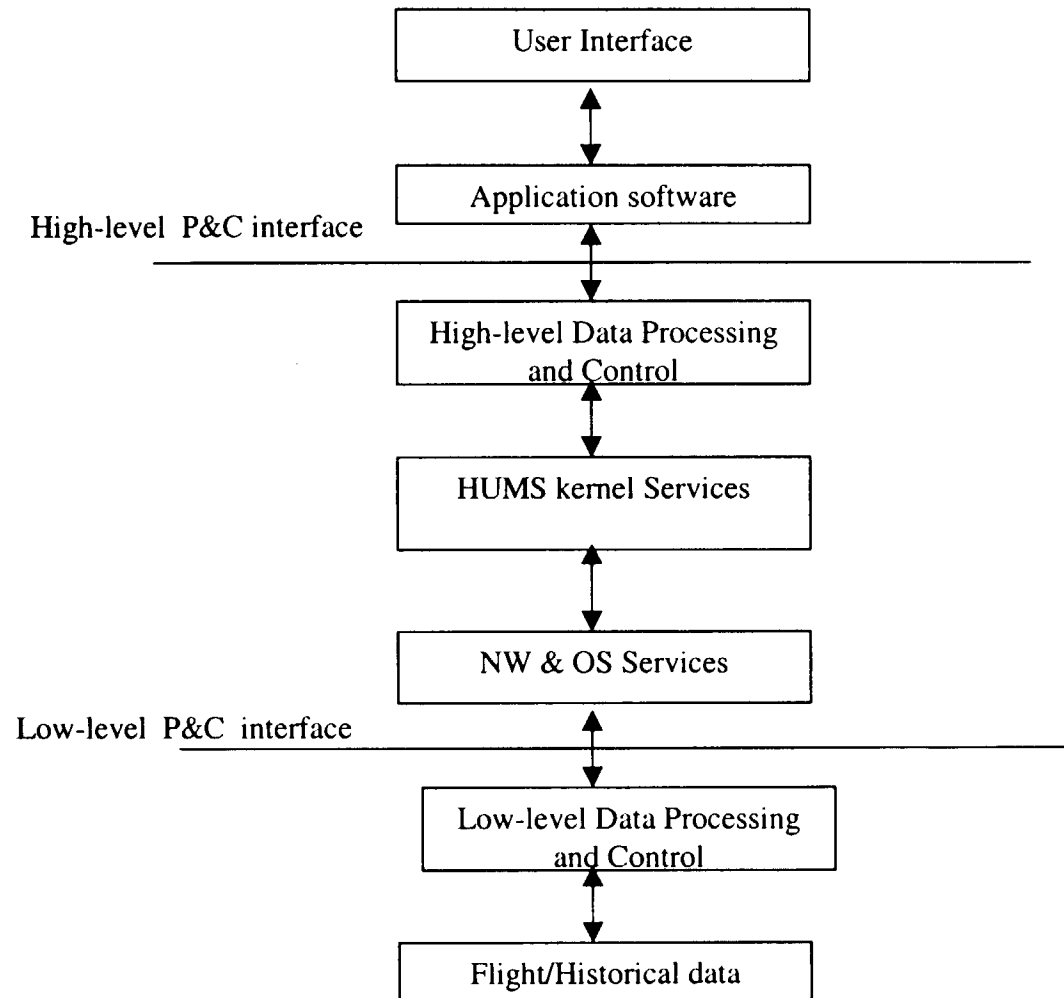 User Interface
Application software
High-level P&C interface
High-level Data Processing
and Control
HUMS kernel Services
NW & OS Services
Low-level P&C interface
Low-level Data Processing
and Control
Flight/Historical data